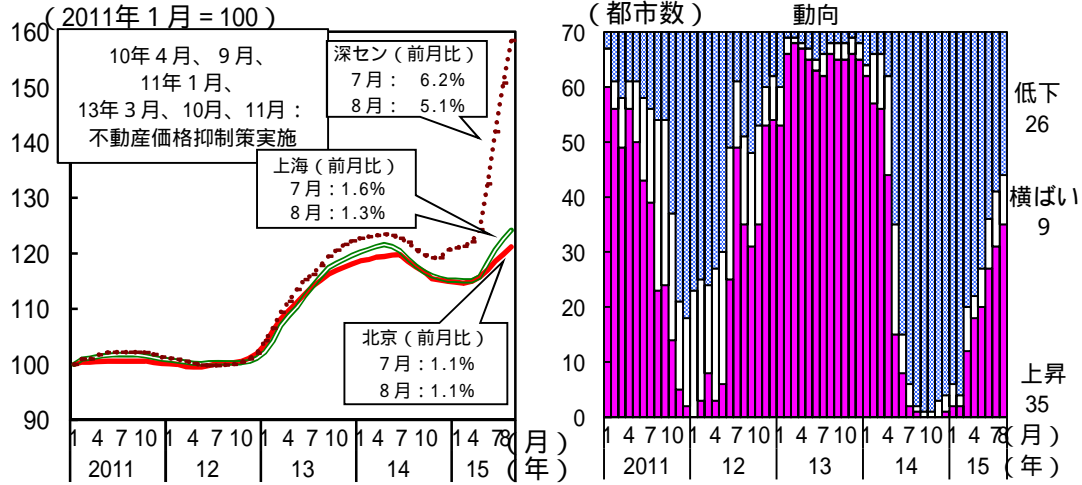 (2011年1月=100)
160
150
140
130
120
110
100
90
10年4月、9月、
11年1月、
13年3月、10月、11月:
不動産価格抑制策実施
深セン(前月比)
7月: 6.2%
8月: 5.1%
上海(前月比)
7月:1.6%
8月:1.3%
北京(前月比)
7月:1.1%
8月:1.1%
1 4 7 10 1 4 7 10 1 4 7 10 1 4 7 10 1 4 7 8 (月)
2011 12 13 14 15 (年)
(都市数) 動向
70
60
50
40
30
20
10
0
低下
26
横ばい
9
上昇
35
1 4 7 10 1 4 7 10 1 4 7 10 1 4 7 10 1 4 7 8 (月)
2011 12 13 14 15 (年)